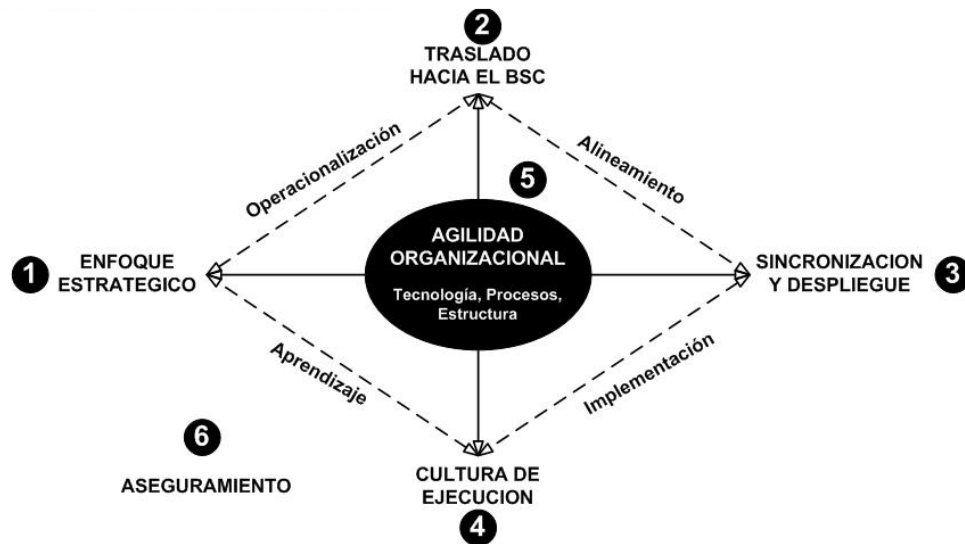 2
TRASLADO
HACIA EL BSC
Operacionalización
Alineamiento
5
1
ENFOQUE
ESTRATEGICO
AGILIDAD
ORGANIZACIONAL
Tecnología, Procesos,
Estructura
SINCRONIZACION
Y DESPLIEGUE
3
Aprendizaje
Implementación
6
ASEGURAMIENTO
CULTURA DE
EJECUCION
4